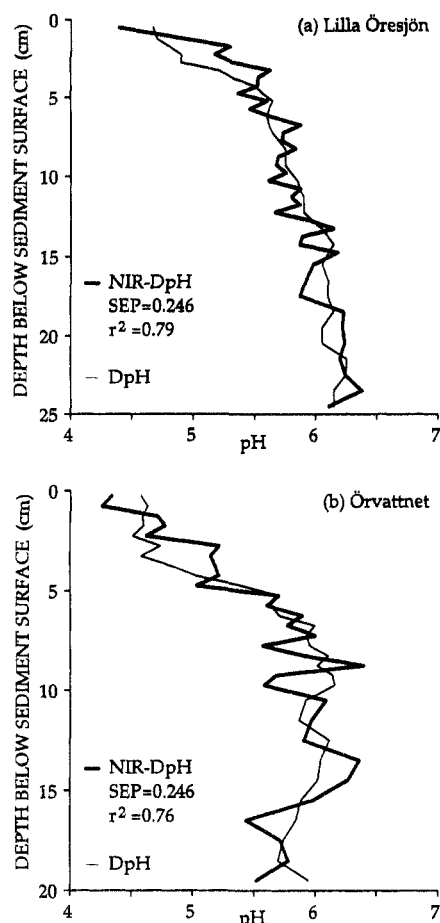 (a) Lilla Öresjön
DEPTH BELOW SEDIMENT SURFACE (cm)
0
5
10
15
20
25
NIR-DpH
SEP=0.246
r² =0.79
DpH
4
5
6
7
pH
(b) Örvattnet
DEPTH BELOW SEDIMENT SURFACE (cm)
0
5
10
15
20
NIR-DpH
SEP=0.246
r² =0.76
DpH
4
5
6
7
pH